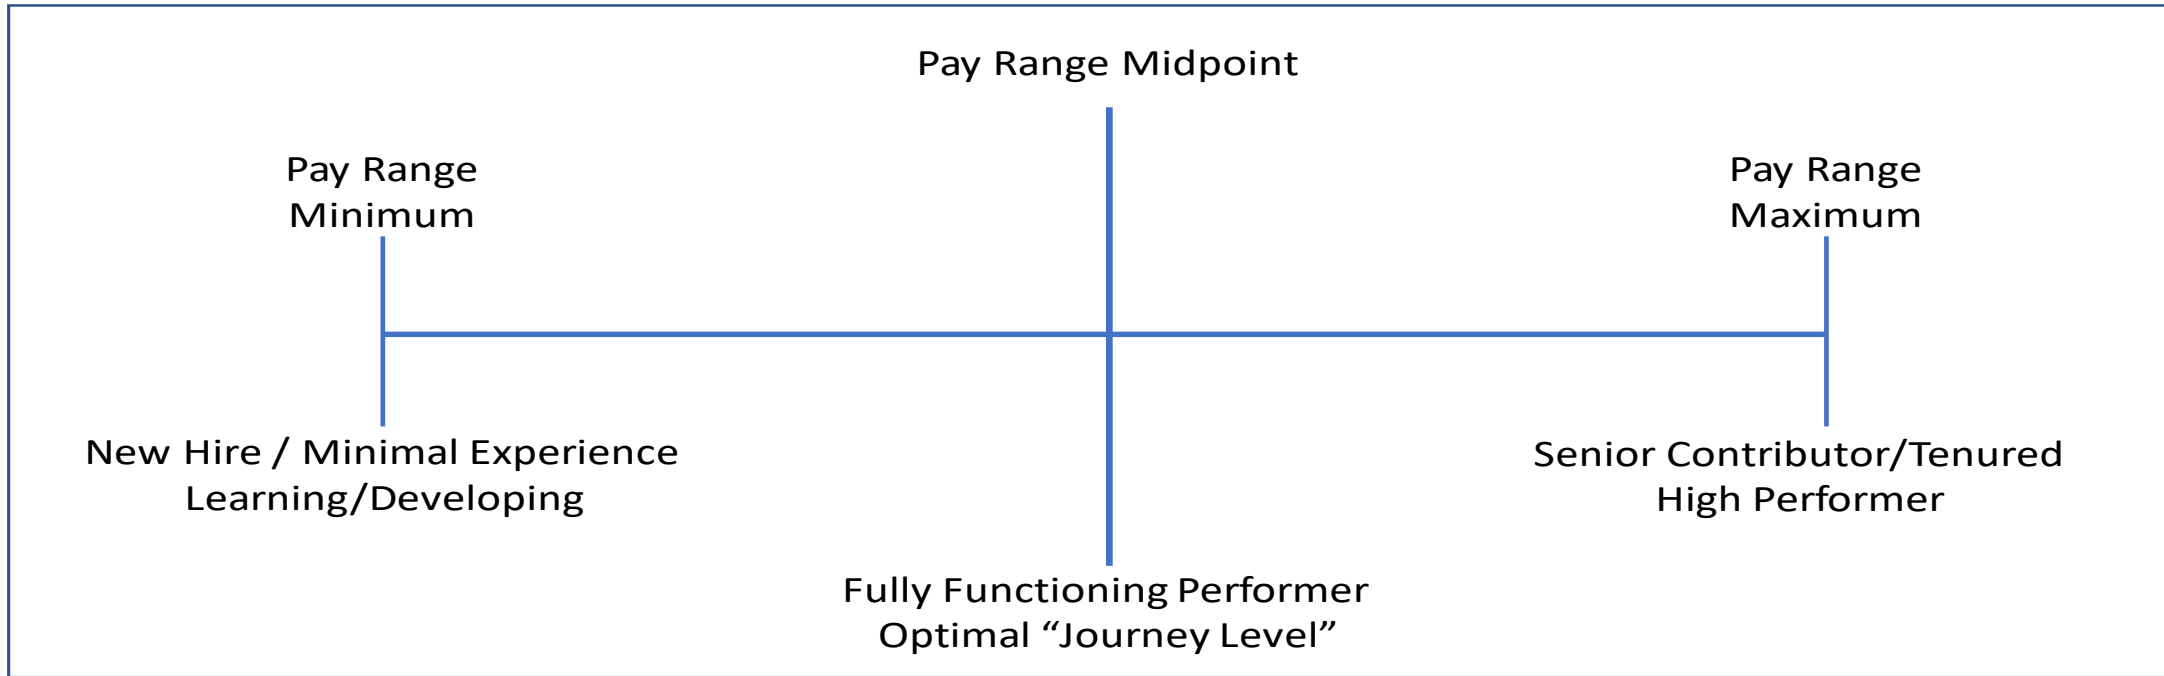 Pay Range Midpoint
Pay Range
Minimum
Pay Range
Maximum
New Hire / Minimal Experience
Learning/Developing
Senior Contributor/Tenured
High Performer
Fully Functioning Performer
Optimal “Journey Level”